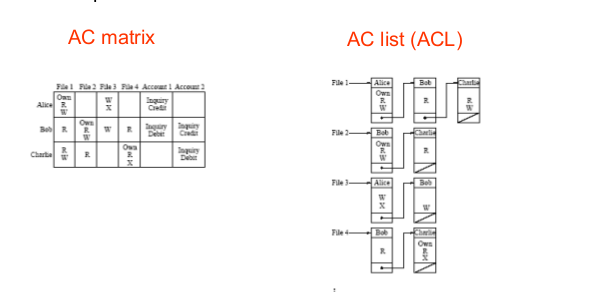 AC matrix
AC list (ACL)
File 1 File 2 File 3 File 4 Account 1 Account 2
Alice
Own
R
W
W
X
Inquiry
Credit
Bob
R
Own
R
W
W
R
Inquiry
Debit
Inquiry
Credit
Charlie
R
W
R
Own
R
X
Inquiry
Debit
File 1
Alice
Own
R
W
Bob
R
Charlie
R
W
File 2
Bob
Own
R
W
Charlie
R
File 3
Alice
W
X
Bob
W
File 4
Bob
R
Charlie
Own
R
X